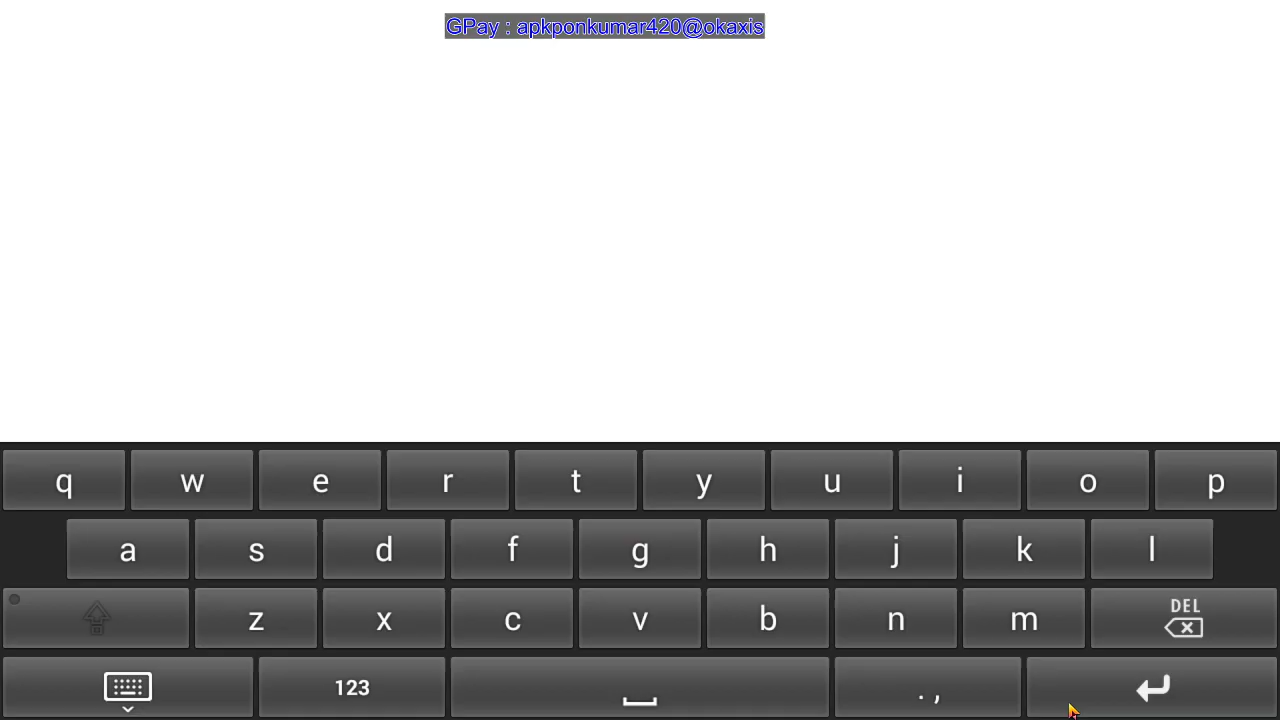 GPay : apkponkumar420@okaxis
q w e r t y u i o p
a s d f g h j k l
z x c v b n m DEL
123 . ,